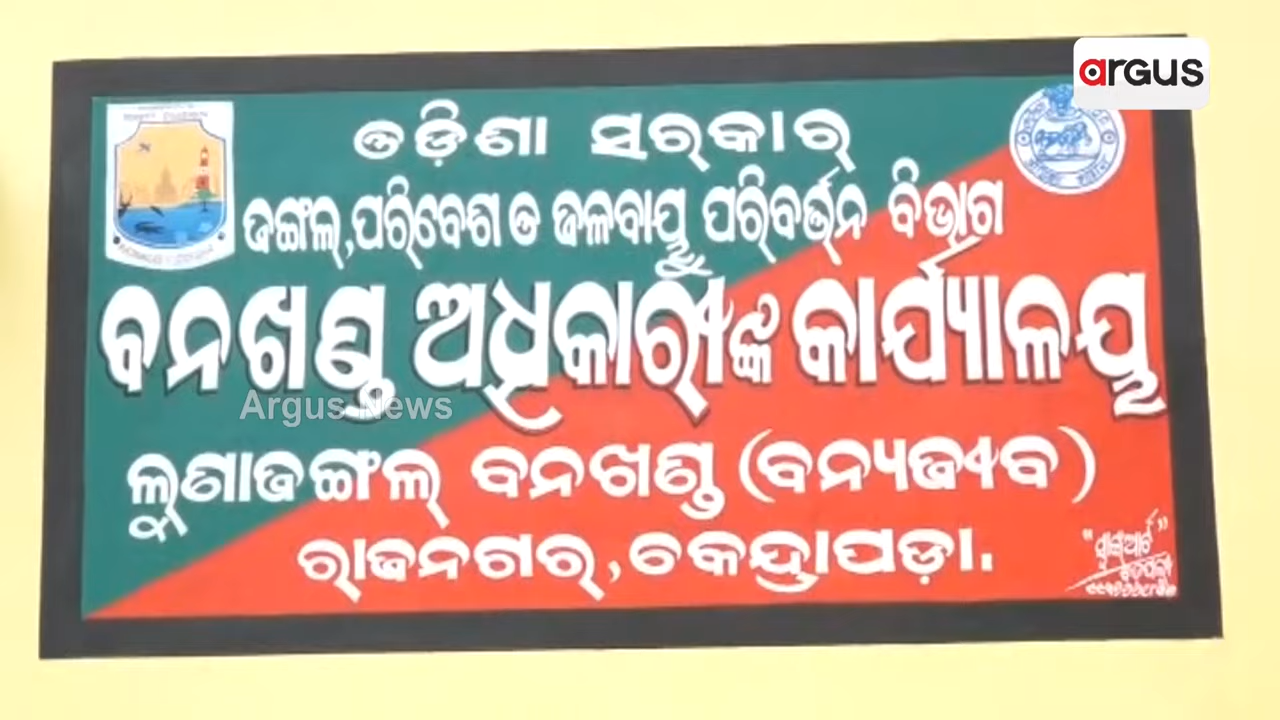 argus
ଓଡ଼ିଶା ସରକାର
ଜଙ୍ଗଲ,ପରିବେଶ ଓ ଜଳବାୟୁ ପରିବର୍ତ୍ତନ ବିଭାଗ
ବନଖଣ୍ଡ ଅଧିକାରୀଙ୍କ କାର୍ଯ୍ୟାଳୟ
Argus News
ଲୁଣାଜଙ୍ଗଲ ବନଖଣ୍ଡ (ବନ୍ୟଜୀବ)
ରାଜନଗର,କେନ୍ଦ୍ରାପଡ଼ା.